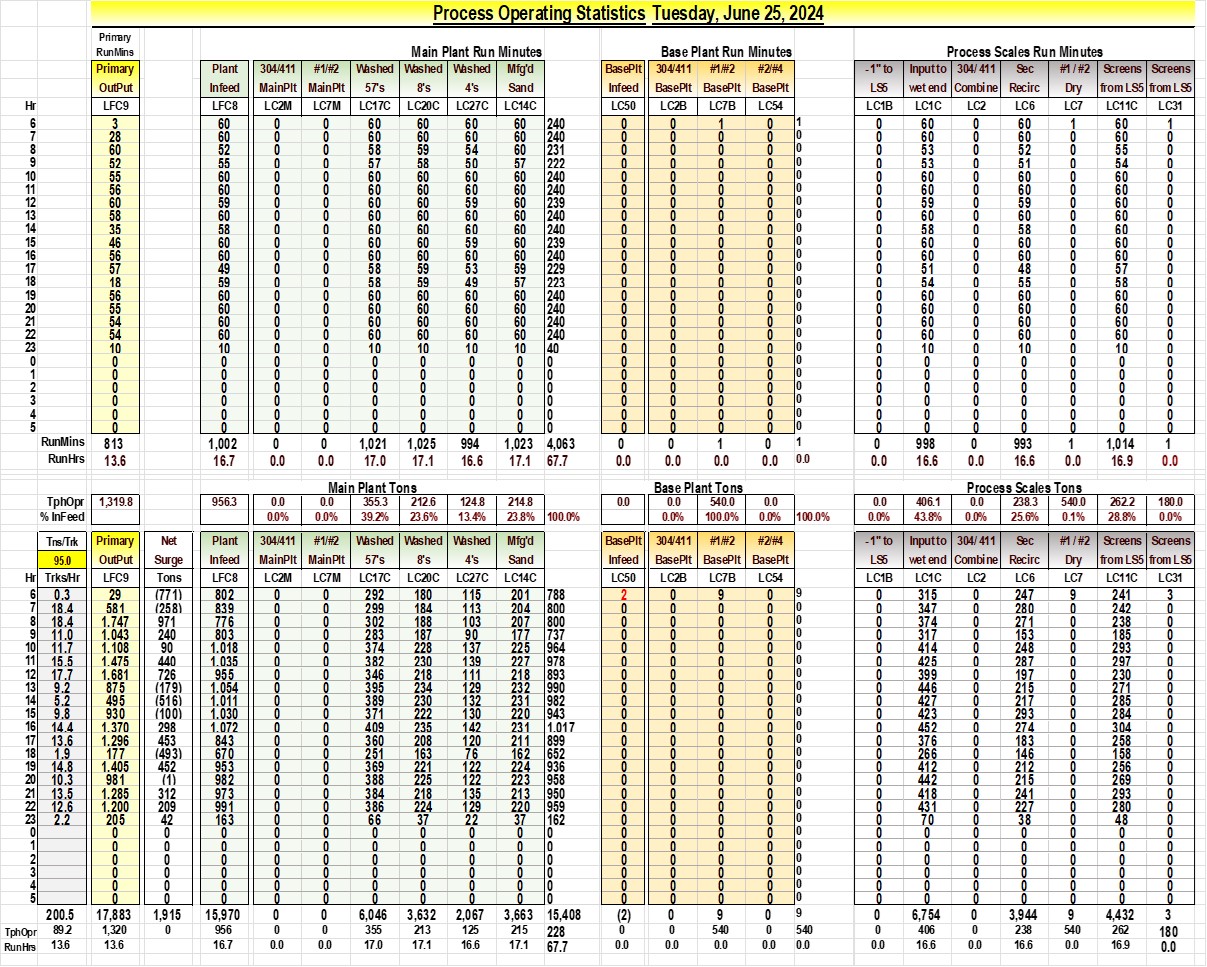 Process Operating Statistics Tuesday, June 25, 2024
Primary
RunMins Main Plant Run Minutes Base Plant Run Minutes Process Scales Run Minutes
Primary Plant 304/411 #1/#2 Washed Washed Washed Mfg'd BasePlt 304/411 #1/#2 #2/#4 -1" to Input to 304/ 411 Sec #1 / #2 Screens Screens
OutPut Infeed MainPlt MainPlt 57's 8's 4's Sand Infeed BasePlt BasePlt BasePlt LS5 wet end Combine Recirc Dry from LS5 from LS5
Hr LFC9 LFC8 LC2M LC7M LC17C LC20C LC27C LC14C LC50 LC2B LC7B LC54 LC1B LC1C LC2 LC6 LC7 LC11C LC31
6 3 60 0 0 60 60 60 60 240 0 0 1 0 1 0 60 0 60 1 60 1
7 28 60 0 0 60 60 60 60 240 0 0 0 0 0 0 60 0 60 0 60 0
8 60 52 0 0 58 59 54 60 231 0 0 0 0 0 0 53 0 52 0 55 0
9 52 55 0 0 57 58 50 57 222 0 0 0 0 0 0 53 0 51 0 54 0
10 55 60 0 0 60 60 60 60 240 0 0 0 0 0 0 60 0 60 0 60 0
11 56 60 0 0 60 60 60 60 240 0 0 0 0 0 0 60 0 60 0 60 0
12 60 59 0 0 60 60 59 60 239 0 0 0 0 0 0 59 0 59 0 60 0
13 58 60 0 0 60 60 60 60 240 0 0 0 0 0 0 60 0 60 0 60 0
14 35 58 0 0 60 60 60 60 240 0 0 0 0 0 0 58 0 58 0 60 0
15 46 60 0 0 60 60 59 60 239 0 0 0 0 0 0 60 0 60 0 60 0
16 56 60 0 0 60 60 60 60 240 0 0 0 0 0 0 60 0 60 0 60 0
17 57 49 0 0 58 59 53 59 229 0 0 0 0 0 0 51 0 48 0 57 0
18 18 59 0 0 58 59 49 57 223 0 0 0 0 0 0 54 0 55 0 58 0
19 56 60 0 0 60 60 60 60 240 0 0 0 0 0 0 60 0 60 0 60 0
20 55 60 0 0 60 60 60 60 240 0 0 0 0 0 0 60 0 60 0 60 0
21 54 60 0 0 60 60 60 60 240 0 0 0 0 0 0 60 0 60 0 60 0
22 54 60 0 0 60 60 60 60 240 0 0 0 0 0 0 60 0 60 0 60 0
23 10 10 0 0 10 10 10 10 40 0 0 0 0 0 0 10 0 10 0 10 0
0 0 0 0 0 0 0 0 0 0 0 0 0 0 0 0 0 0 0 0 0 0
1 0 0 0 0 0 0 0 0 0 0 0 0 0 0 0 0 0 0 0 0 0
2 0 0 0 0 0 0 0 0 0 0 0 0 0 0 0 0 0 0 0 0 0
3 0 0 0 0 0 0 0 0 0 0 0 0 0 0 0 0 0 0 0 0 0
4 0 0 0 0 0 0 0 0 0 0 0 0 0 0 0 0 0 0 0 0 0
5 0 0 0 0 0 0 0 0 0 0 0 0 0 0 0 0 0 0 0 0 0
RunMins 813 1,002 0 0 1,021 1,025 994 1,023 4,063 0 0 1 0 1 0 998 0 993 1 1,014 1
RunHrs 13.6 16.7 0.0 0.0 17.0 17.1 16.6 17.1 67.7 0.0 0.0 0.0 0.0 0.0 0.0 16.6 0.0 16.6 0.0 16.9 0.0
Main Plant Tons Base Plant Tons Process Scales Tons
TphOpr 1,319.8 956.3 0.0 0.0 355.3 212.6 124.8 214.8 0.0 0.0 540.0 0.0 0.0 406.1 0.0 238.3 540.0 262.2 180.0
% InFeed 0.0% 0.0% 39.2% 23.6% 13.4% 23.8% 100.0% 0.0% 100.0% 0.0% 100.0% 0.0% 43.8% 0.0% 25.6% 0.1% 28.8% 0.0%
Tns/Trk Primary Net Plant 304/411 #1/#2 Washed Washed Washed Mfg'd BasePlt 304/411 #1/#2 #2/#4 -1" to Input to 304/ 411 Sec #1 / #2 Screens Screens
95.0 OutPut Surge Infeed MainPlt MainPlt 57's 8's 4's Sand Infeed BasePlt BasePlt BasePlt LS5 wet end Combine Recirc Dry from LS5 from LS5
Hr Trks/Hr LFC9 Tons LFC8 LC2M LC7M LC17C LC20C LC27C LC14C LC50 LC2B LC7B LC54 LC1B LC1C LC2 LC6 LC7 LC11C LC31
6 0.3 29 (771) 802 0 0 292 180 115 201 788 2 0 9 0 9 0 315 0 247 9 241 3
7 18.4 581 (258) 839 0 0 299 184 113 204 800 0 0 0 0 0 0 347 0 280 0 242 0
8 18.4 1.747 971 776 0 0 302 188 103 207 800 0 0 0 0 0 0 374 0 271 0 238 0
9 11.0 1.043 240 803 0 0 283 187 90 177 737 0 0 0 0 0 0 317 0 153 0 185 0
10 11.7 1.108 90 1.018 0 0 374 228 137 225 964 0 0 0 0 0 0 414 0 248 0 293 0
11 15.5 1.475 440 1.035 0 0 382 230 139 227 978 0 0 0 0 0 0 425 0 287 0 297 0
12 17.7 1.681 726 955 0 0 346 218 111 218 893 0 0 0 0 0 0 399 0 197 0 230 0
13 9.2 875 (179) 1.054 0 0 395 234 129 232 990 0 0 0 0 0 0 446 0 215 0 271 0
14 5.2 495 (516) 1.011 0 0 389 230 132 231 982 0 0 0 0 0 0 427 0 217 0 285 0
15 9.8 930 (100) 1.030 0 0 371 222 130 220 943 0 0 0 0 0 0 423 0 293 0 284 0
16 14.4 1.370 298 1.072 0 0 409 235 142 231 1.017 0 0 0 0 0 0 452 0 274 0 304 0
17 13.6 1.296 453 843 0 0 360 208 120 211 899 0 0 0 0 0 0 376 0 183 0 258 0
18 1.9 177 (493) 670 0 0 251 163 76 162 652 0 0 0 0 0 0 266 0 146 0 158 0
19 14.8 1.405 452 953 0 0 369 221 122 224 936 0 0 0 0 0 0 412 0 212 0 256 0
20 10.3 981 (1) 982 0 0 388 225 122 223 958 0 0 0 0 0 0 442 0 215 0 269 0
21 13.5 1.285 312 973 0 0 384 218 135 213 950 0 0 0 0 0 0 418 0 241 0 293 0
22 12.6 1.200 209 991 0 0 386 224 129 220 959 0 0 0 0 0 0 431 0 227 0 280 0
23 2.2 205 42 163 0 0 66 37 22 37 162 0 0 0 0 0 0 70 0 38 0 48 0
0 0 0 0 0 0 0 0 0 0 0 0 0 0 0 0 0 0 0 0 0 0 0
1 0 0 0 0 0 0 0 0 0 0 0 0 0 0 0 0 0 0 0 0 0 0
2 0 0 0 0 0 0 0 0 0 0 0 0 0 0 0 0 0 0 0 0 0 0
3 0 0 0 0 0 0 0 0 0 0 0 0 0 0 0 0 0 0 0 0 0 0
4 0 0 0 0 0 0 0 0 0 0 0 0 0 0 0 0 0 0 0 0 0 0
5 0 0 0 0 0 0 0 0 0 0 0 0 0 0 0 0 0 0 0 0 0 0
200.5 17,883 1,915 15,970 0 0 6,046 3,632 2,067 3,663 15,408 (2) 0 9 0 9 0 6,754 0 3,944 9 4,432 3
TphOpr 89.2 1,320 0 956 0 0 355 213 125 215 228 0 0 540 0 540 0 406 0 238 540 262 180
RunHrs 13.6 13.6 16.7 0.0 0.0 17.0 17.1 16.6 17.1 67.7 0.0 0.0 0.0 0.0 0.0 16.6 0.0 16.6 0.0 16.9 0.0